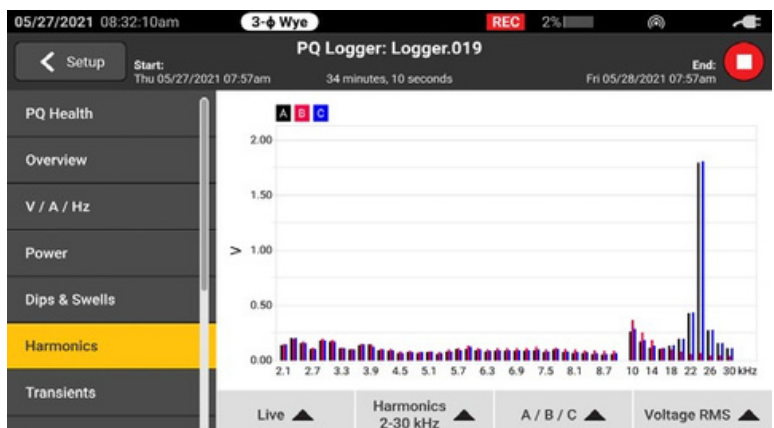 05/27/2021 08:32:10am 3-ϕ Wye REC 2%
Setup
PQ Logger: Logger.019
Start:
Thu 05/27/2021 07:57am
34 minutes, 10 seconds
End:
Fri 05/28/2021 07:57am
PQ Health
Overview
V / A / Hz
Power
Dips & Swells
Harmonics
Transients
A B C
2.00
1.50
V 1.00
0.50
0.00
2.1 2.7 3.3 3.9 4.5 5.1 5.7 6.3 6.9 7.5 8.1 8.7 10 14 18 22 26 30 kHz
Live
Harmonics
2-30 kHz
A / B / C
Voltage RMS